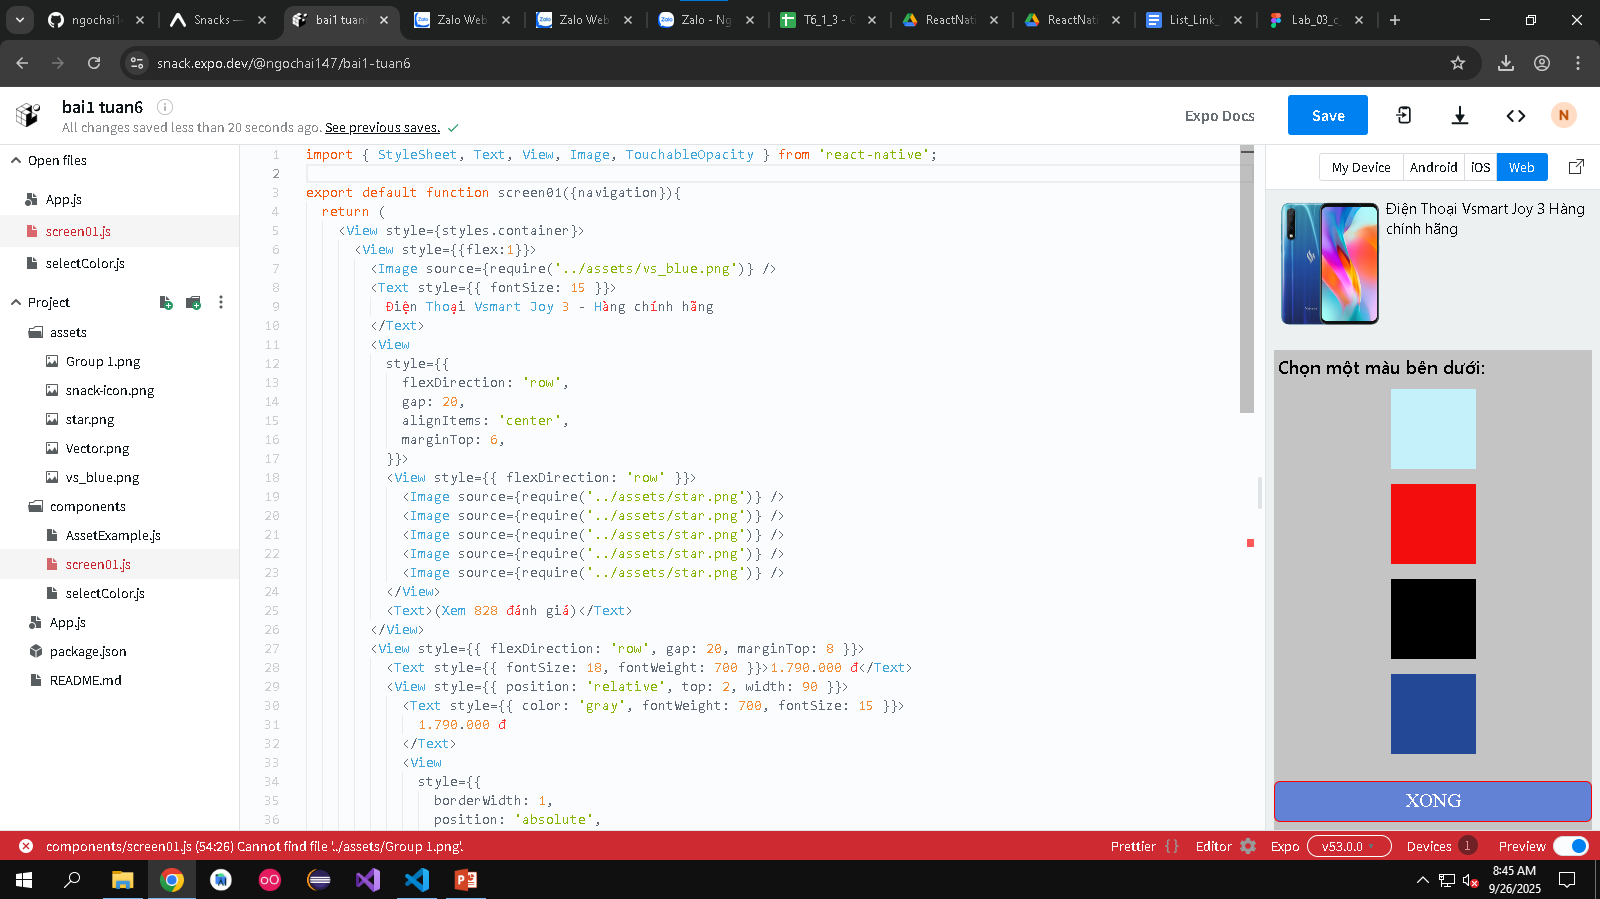 ngochai
Snacks —
bai1 tuan
Zalo Web
Zalo Web
Zalo - Ng
T6_1_3 - G
ReactNati
ReactNati
List_Link_
Lab_03_c
snack.expo.dev/@ngochai147/bai1-tuan6
bai1 tuan6
All changes saved less than 20 seconds ago. See previous saves.
Expo Docs
Save
N
Open files
App.js
screen01.js
selectColor.js
Project
assets
Group 1.png
snack-icon.png
star.png
Vector.png
vs_blue.png
components
AssetExample.js
screen01.js
selectColor.js
App.js
package.json
README.md
1 import { StyleSheet, Text, View, Image, TouchableOpacity } from 'react-native';
2
3 export default function screen01({navigation}){
4 return (
5 <View style={styles.container}>
6 <View style={{flex:1}}>
7 <Image source={require('../assets/vs_blue.png')} />
8 <Text style={{ fontSize: 15 }}>
9 Điện Thoại Vsmart Joy 3 - Hàng chính hãng
10 </Text>
11 <View
12 style={{
13 flexDirection: 'row',
14 gap: 20,
15 alignItems: 'center',
16 marginTop: 6,
17 }}>
18 <View style={{ flexDirection: 'row' }}>
19 <Image source={require('../assets/star.png')} />
20 <Image source={require('../assets/star.png')} />
21 <Image source={require('../assets/star.png')} />
22 <Image source={require('../assets/star.png')} />
23 <Image source={require('../assets/star.png')} />
24 </View>
25 <Text>(Xem 828 đánh giá)</Text>
26 </View>
27 <View style={{ flexDirection: 'row', gap: 20, marginTop: 8 }}>
28 <Text style={{ fontSize: 18, fontWeight: 700 }}>1.790.000 đ</Text>
29 <View style={{ position: 'relative', top: 2, width: 90 }}>
30 <Text style={{ color: 'gray', fontWeight: 700, fontSize: 15 }}>
31 1.790.000 đ
32 </Text>
33 <View
34 style={{
35 borderWidth: 1,
36 position: 'absolute',
My Device
Android
iOS
Web
Điện Thoại Vsmart Joy 3 Hàng
chính hãng
Chọn một màu bên dưới:
XONG
components/screen01.js (54:26) Cannot find file '../assets/Group 1.png'.
Prettier { }
Editor
Expo
v53.0.0
Devices 1
Preview
8:45 AM
9/26/2025